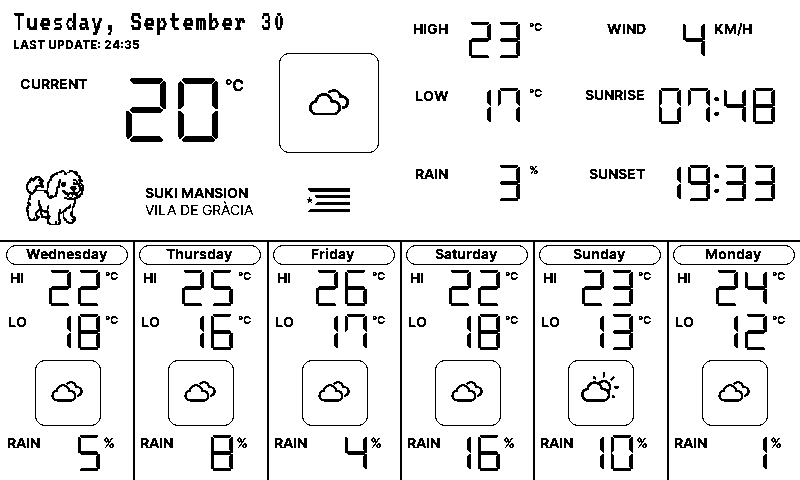 Tuesday, September 30
LAST UPDATE: 24:35
CURRENT 20 °C
HIGH 23 °C
LOW 17 °C
RAIN 3 %
WIND 4 KM/H
SUNRISE 07:48
SUNSET 19:33
SUKI MANSION
VILA DE GRÀCIA
Wednesday
HI 22 °C
LO 18 °C
RAIN 5 %
Thursday
HI 25 °C
LO 16 °C
RAIN 8 %
Friday
HI 26 °C
LO 17 °C
RAIN 4 %
Saturday
HI 22 °C
LO 18 °C
RAIN 16 %
Sunday
HI 23 °C
LO 13 °C
RAIN 10 %
Monday
HI 24 °C
LO 12 °C
RAIN 1 %